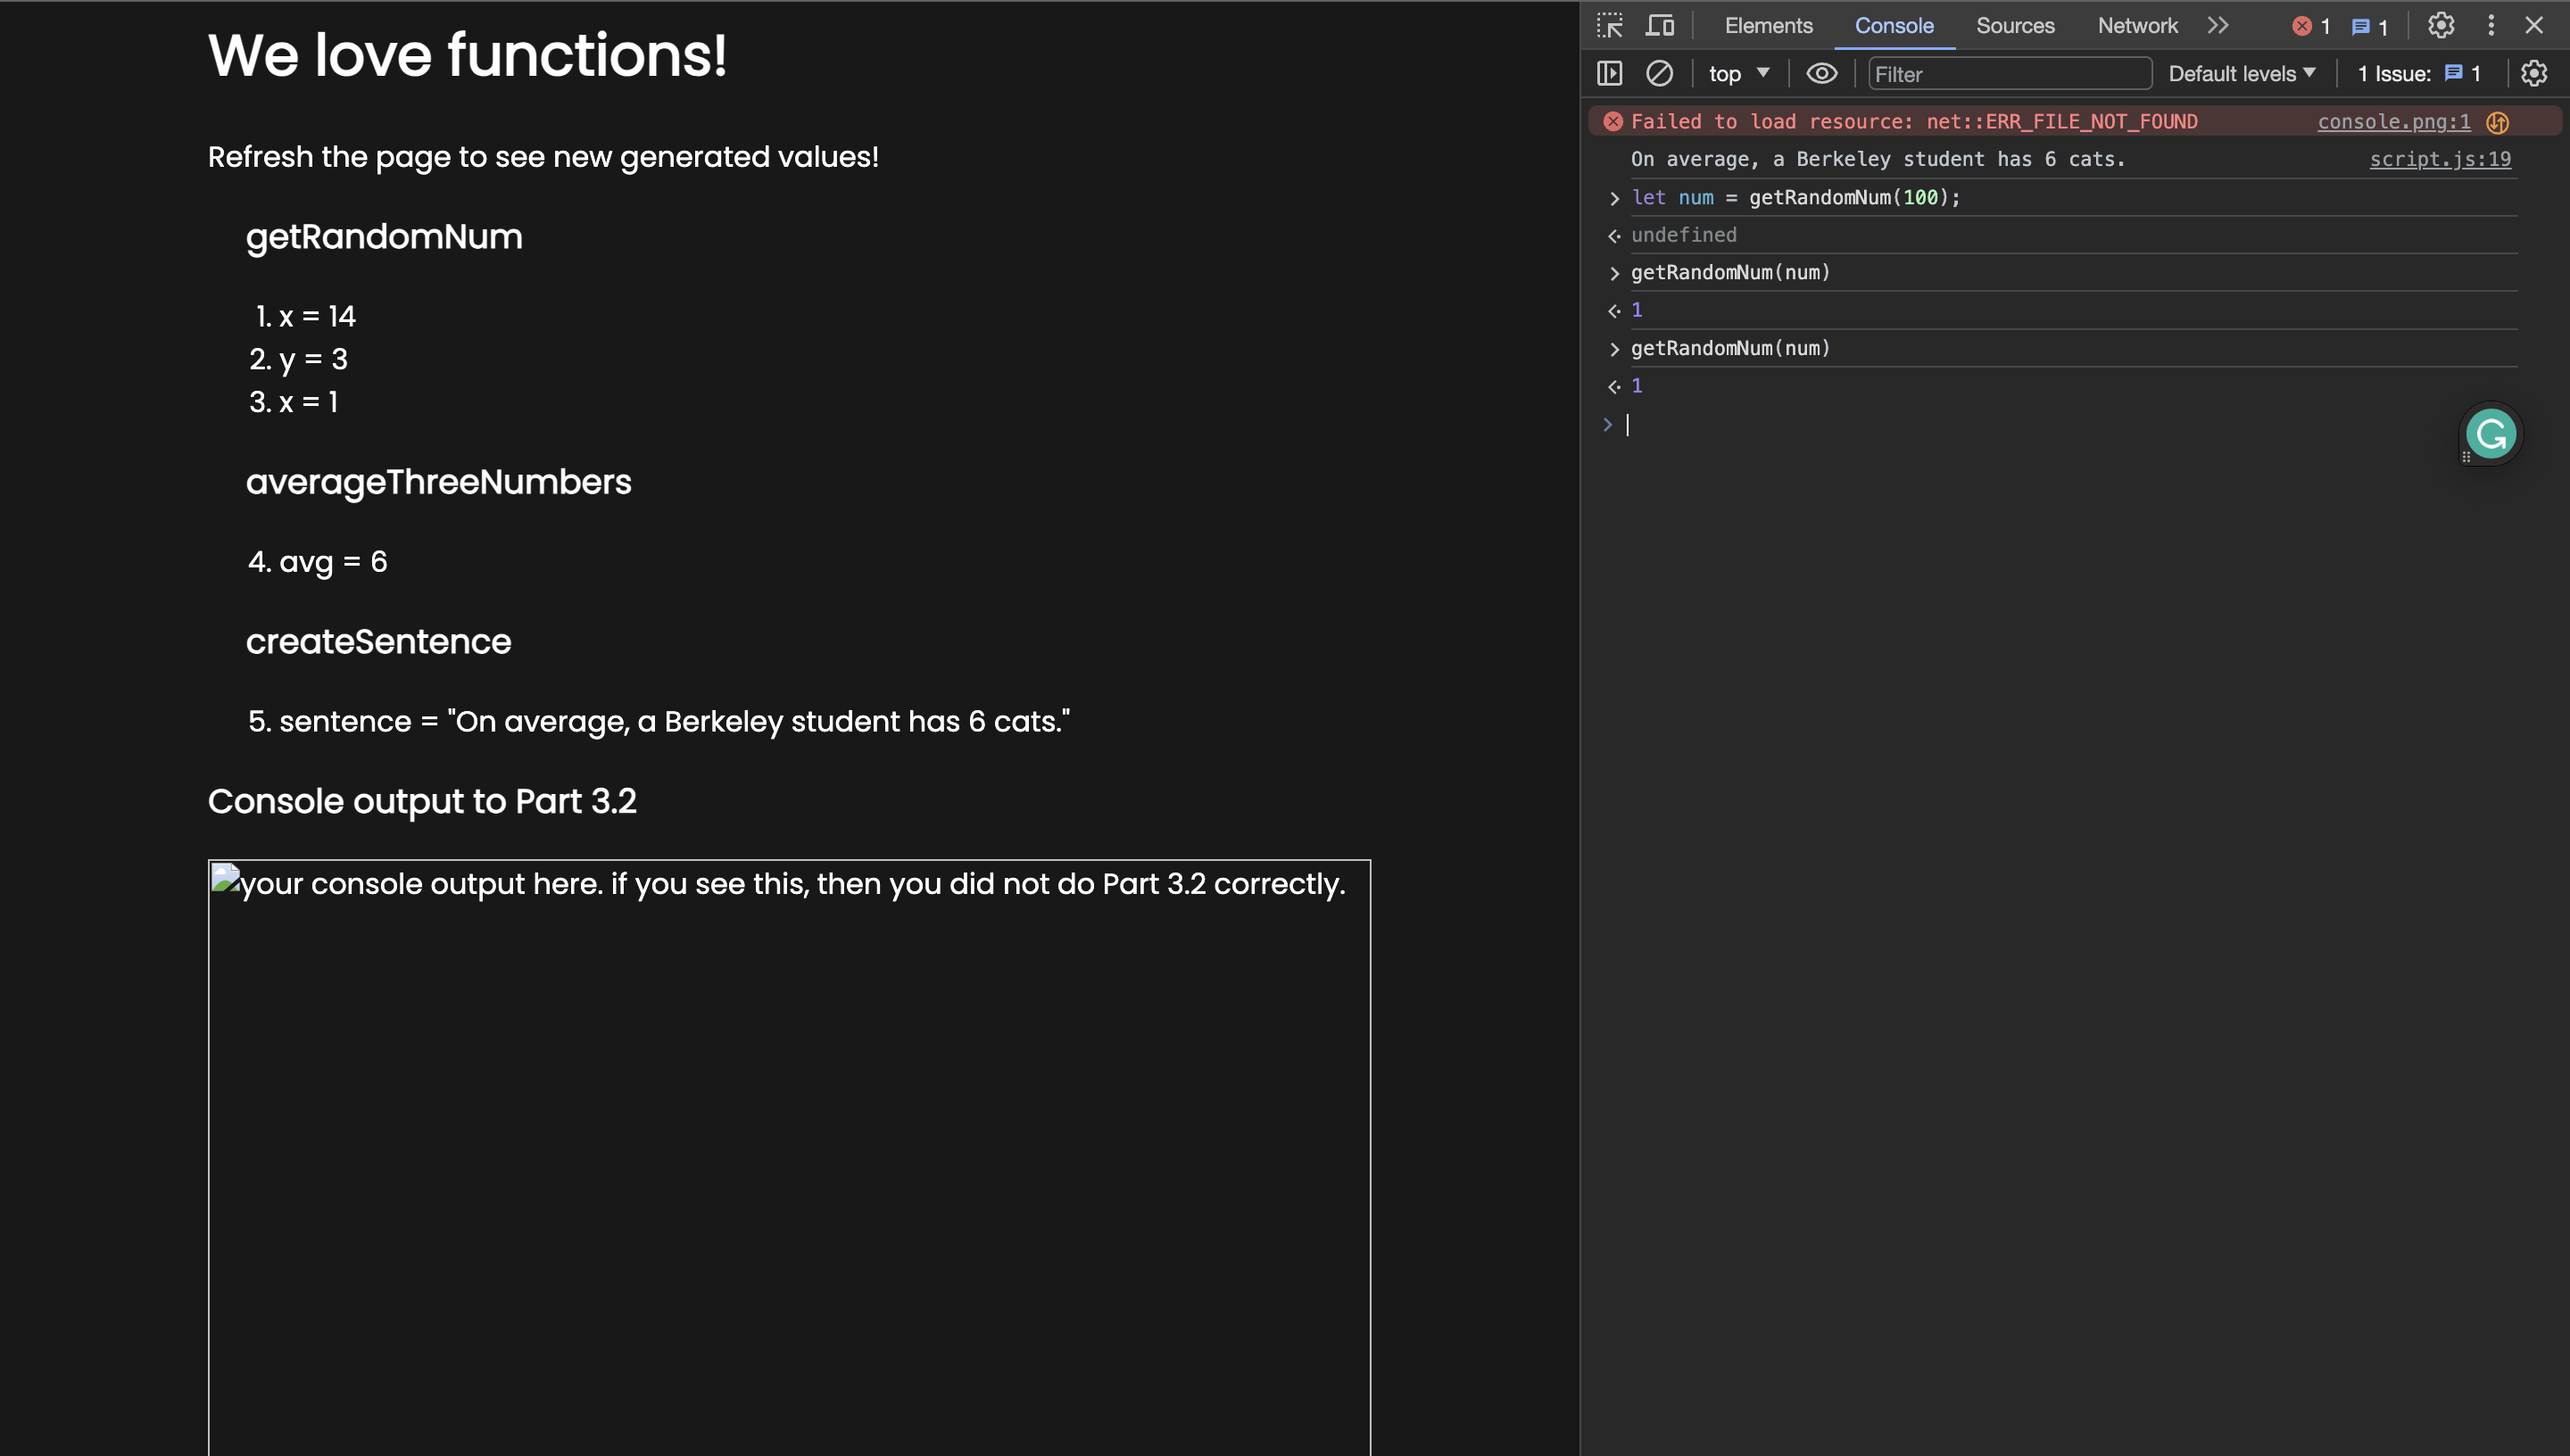 We love functions!
Refresh the page to see new generated values!
getRandomNum
1. x = 14
2. y = 3
3. x = 1
averageThreeNumbers
4. avg = 6
createSentence
5. sentence = "On average, a Berkeley student has 6 cats."
Console output to Part 3.2
your console output here. if you see this, then you did not do Part 3.2 correctly.
Elements Console Sources Network 1 1
top Filter Default levels 1 Issue: 1
Failed to load resource: net::ERR_FILE_NOT_FOUND console.png:1
On average, a Berkeley student has 6 cats. script.js:19
let num = getRandomNum(100);
undefined
getRandomNum(num)
1
getRandomNum(num)
1